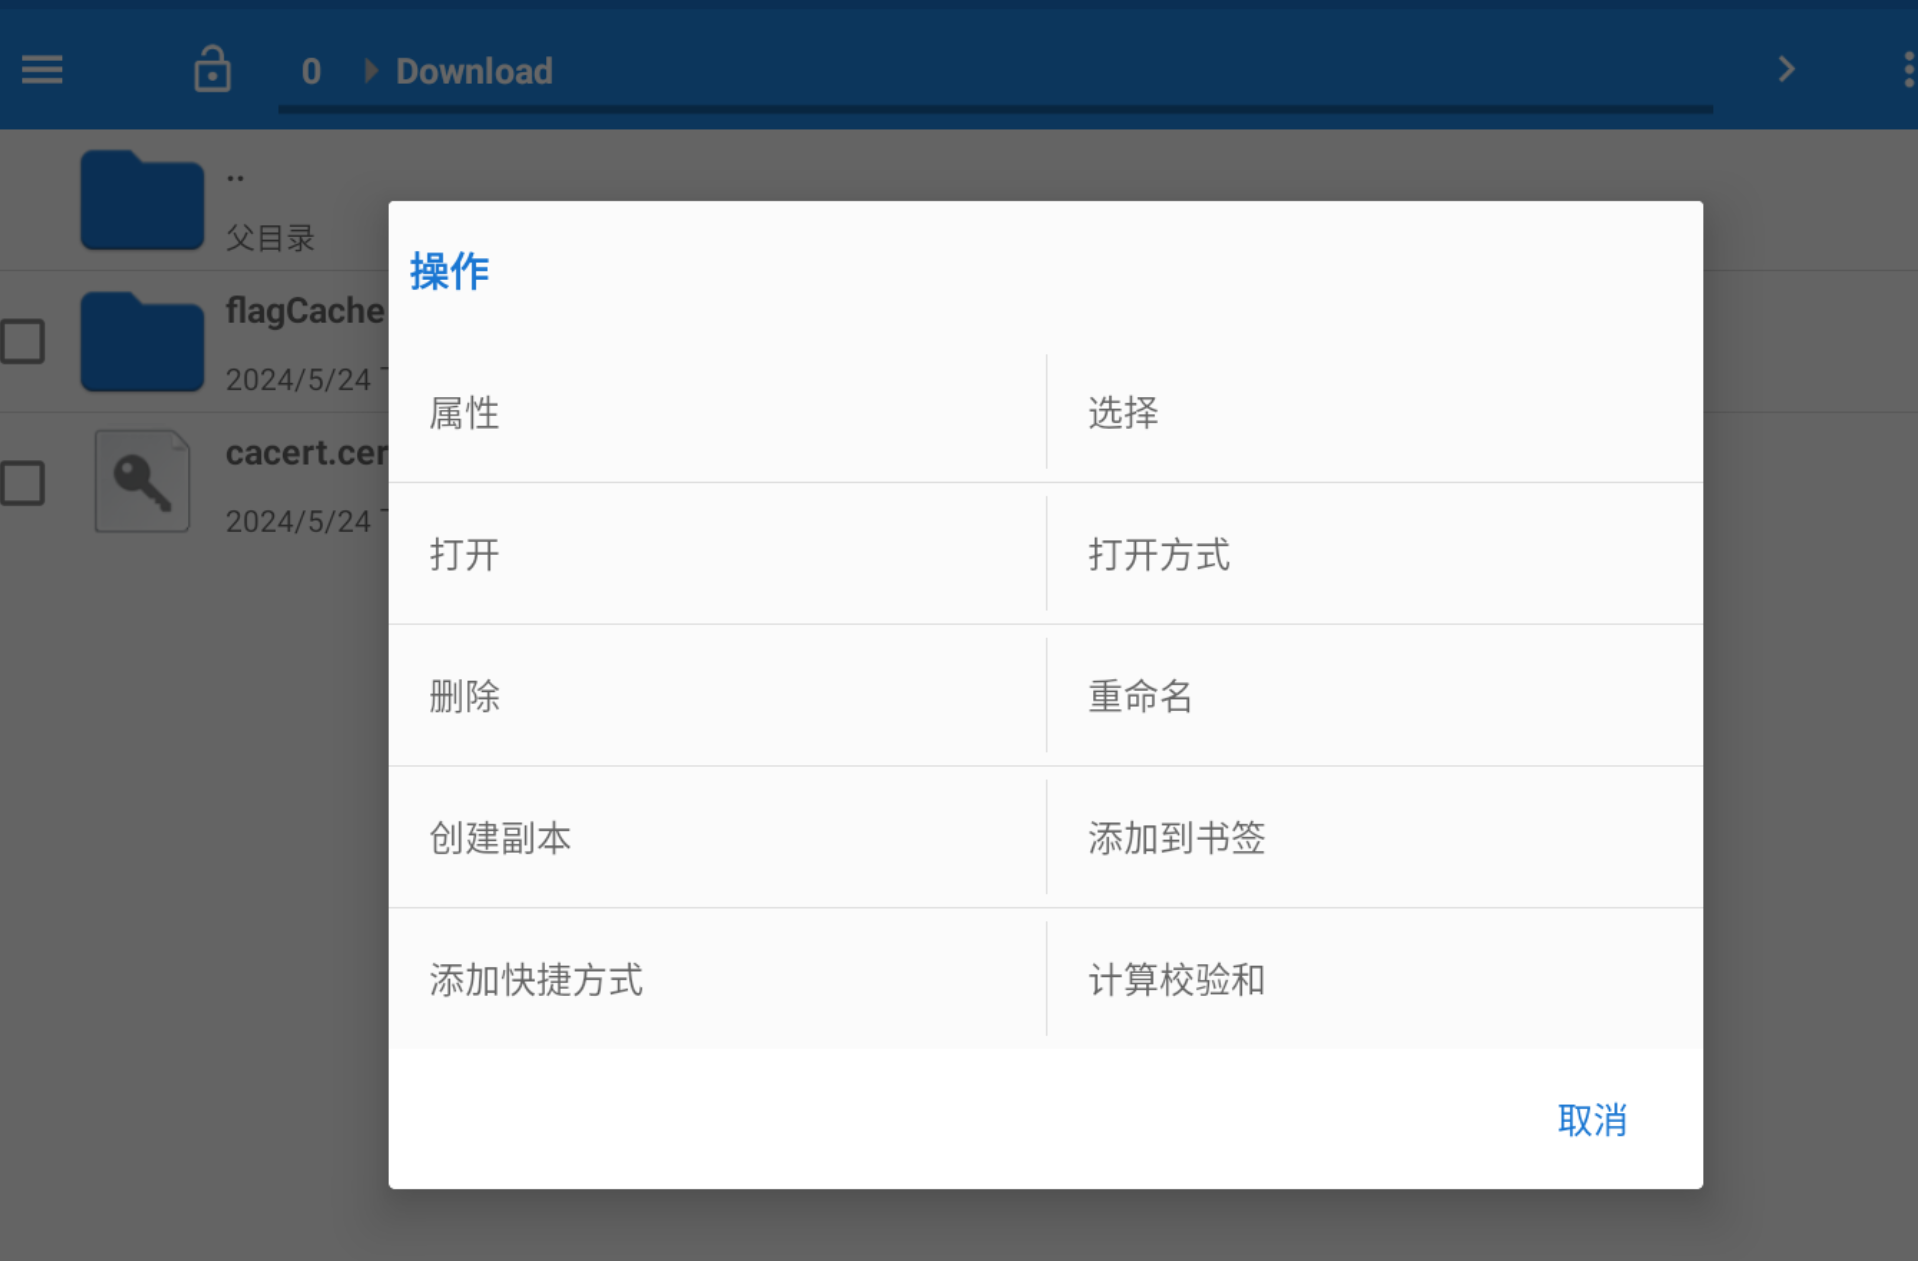 0 Download
..
父目录
flagCache
2024/5/24
cacert.cer
2024/5/24
操作
属性 选择
打开 打开方式
删除 重命名
创建副本 添加到书签
添加快捷方式 计算校验和
取消